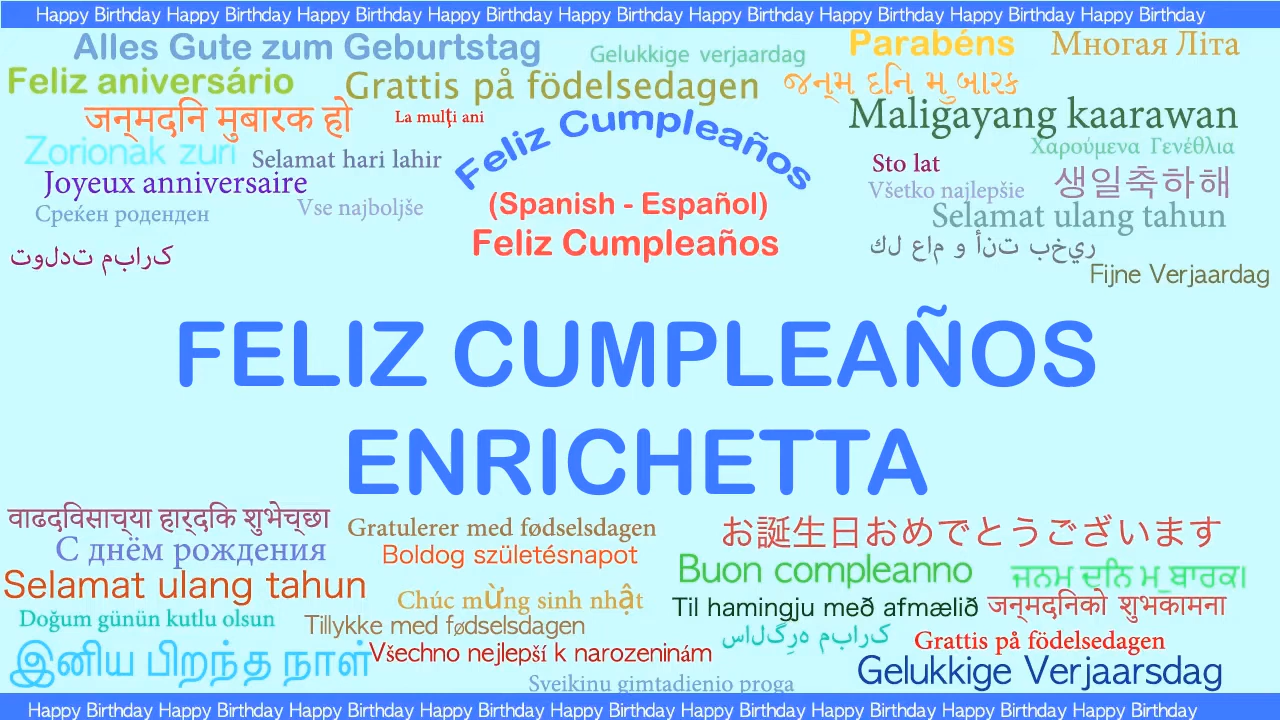 Happy Birthday Happy Birthday Happy Birthday Happy Birthday Happy Birthday Happy Birthday Happy Birthday Happy Birthday Happy Birthday
Alles Gute zum Geburtstag
Gelukkige verjaardag
Parabéns
Многая Літа
Feliz aniversário
Grattis på födelsedagen
જન્મ દિન મુબારક
जन्मदिन मुबारक हो
La mulţi ani
Feliz Cumpleaños
Maligayang kaarawan
Zorionak zuri
Selamat hari lahir
Χαρούμενα Γενέθλια
Sto lat
Joyeux anniversaire
(Spanish - Español)
Všetko najlepšie
생일축하해
Среќен роденден
Vse najboljše
Selamat ulang tahun
Feliz Cumpleaños
تولدت مبارک
كل عام و أنت بخير
Fijne Verjaardag
FELIZ CUMPLEAÑOS
ENRICHETTA
वाढदिवसाच्या हार्दिक शुभेच्छा
Gratulerer med fødselsdagen
お誕生日おめでとうございます
С днём рождения
Boldog születésnapot
Buon compleanno
ਜਨਮ ਦਿਨ ਮੁਬਾਰਕ।
Selamat ulang tahun
Chúc mừng sinh nhật
Til hamingju með afmælið
जन्मदिनको शुभकामना
Doğum günün kutlu olsun
Tillykke med fødselsdagen
سالگرہ مبارک
Grattis på födelsedagen
இனிய பிறந்த நாள்
Všechno nejlepší k narozeninám
Gelukkige Verjaarsdag
Sveikinu gimtadienio proga
Happy Birthday Happy Birthday Happy Birthday Happy Birthday Happy Birthday Happy Birthday Happy Birthday Happy Birthday Happy Birthday